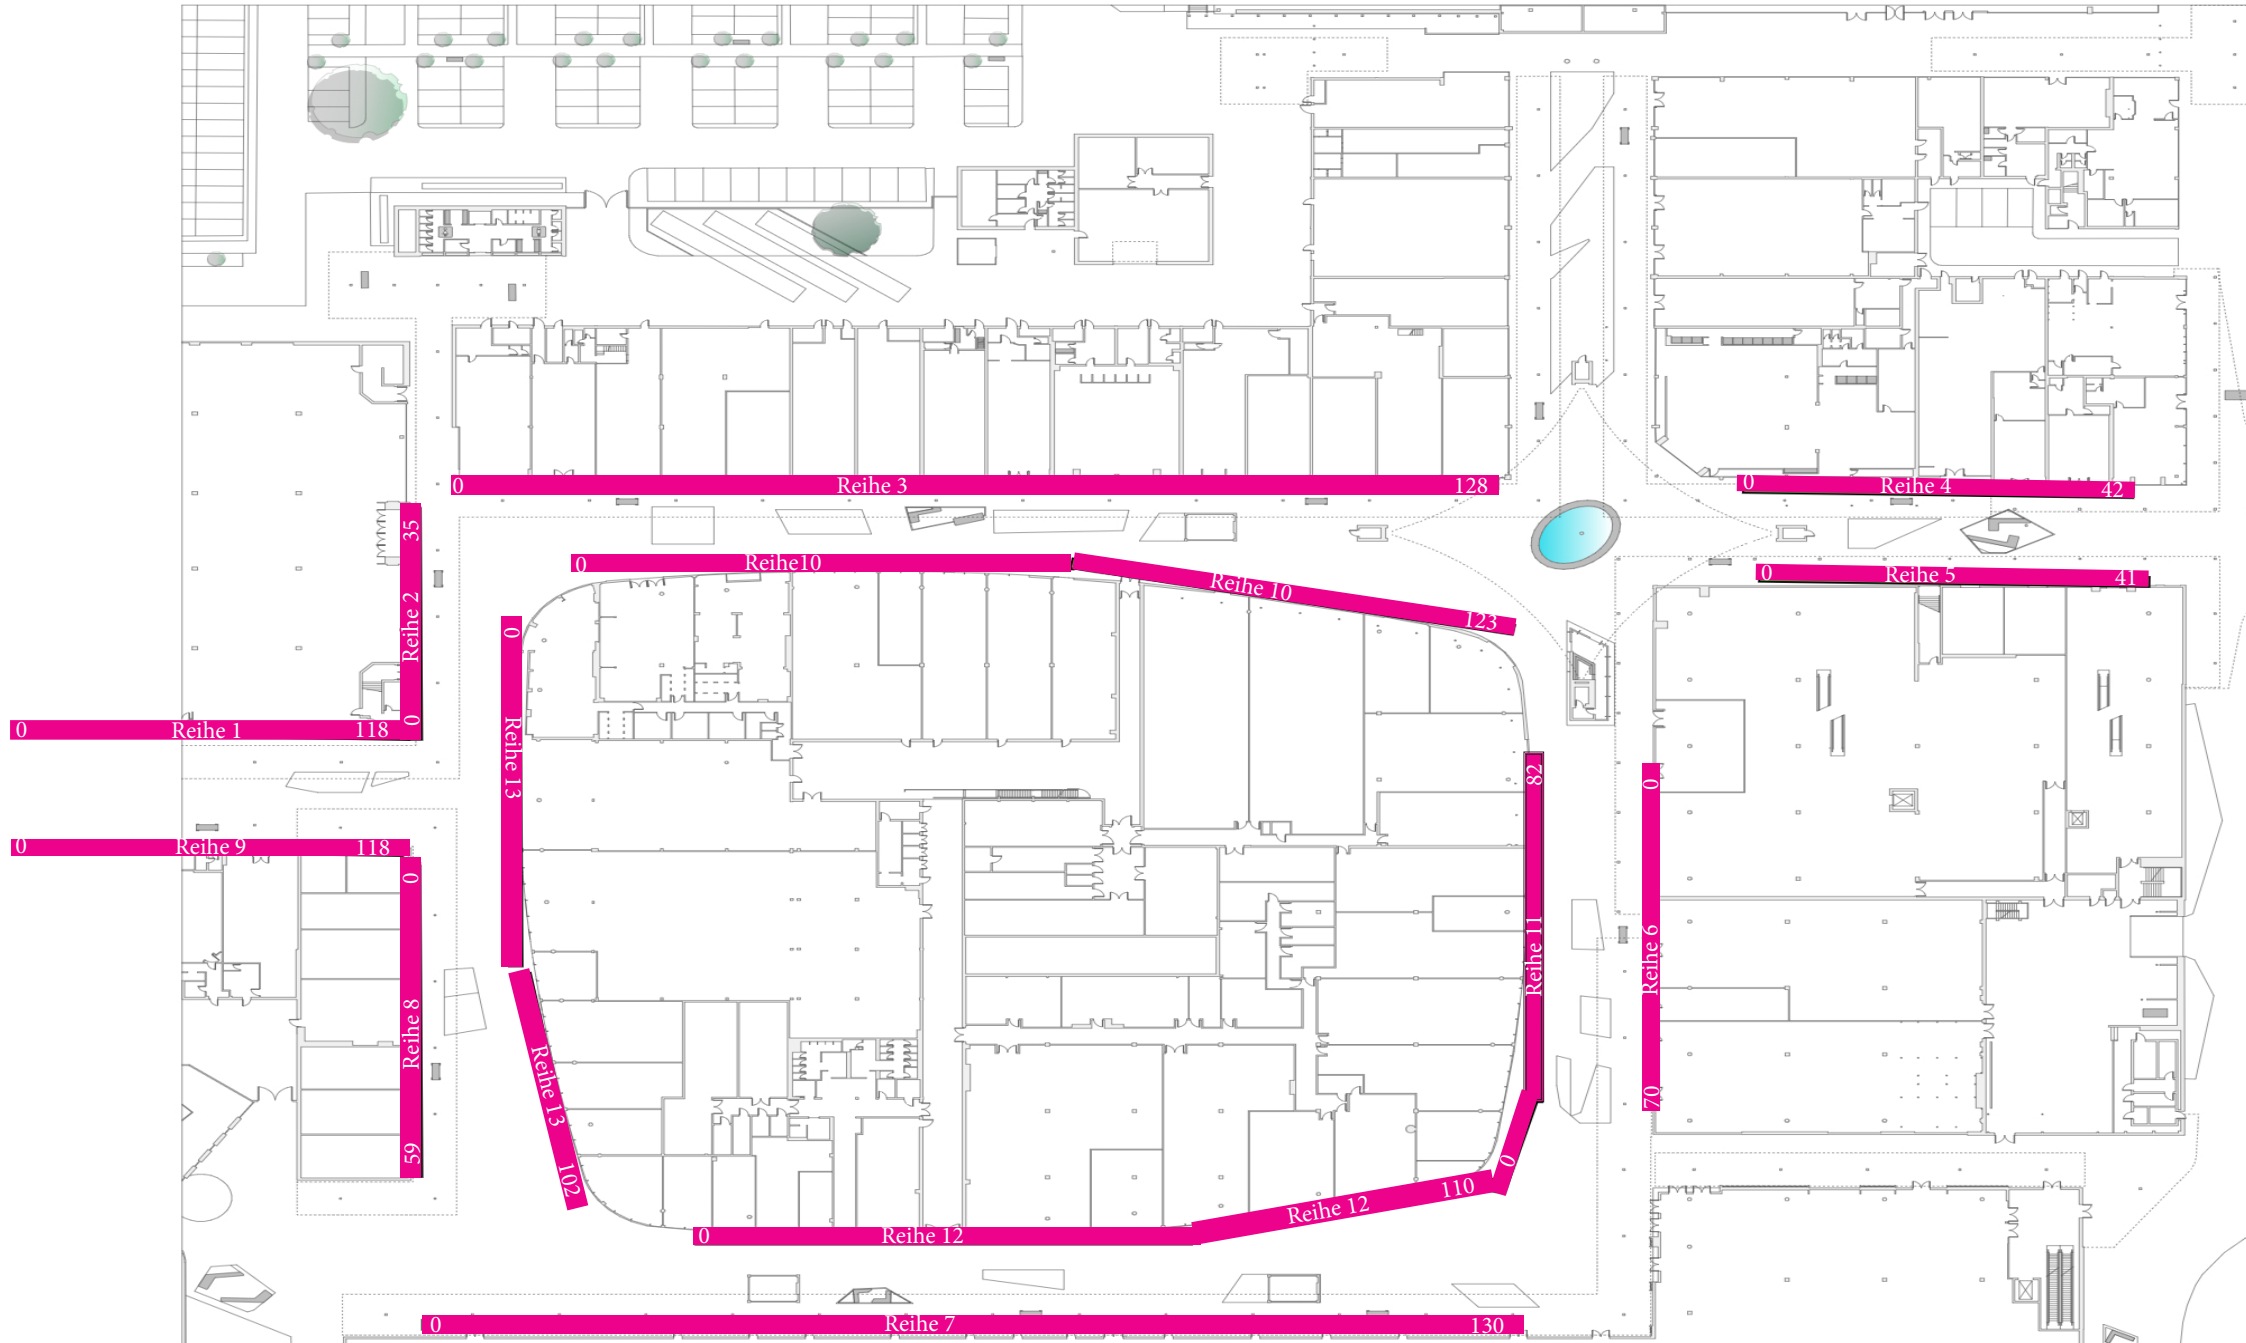 0 Reihe 3 128
0 Reihe 4 42
35
Reihe 2
0
0 Reihe10
Reihe 10 123
0 Reihe 5 41
0
Reihe 13
Reihe 13
102
0 Reihe 1 118
82
Reihe 11
0
0
Reihe 6
70
0 Reihe 9 118
0
Reihe 8
59
0 Reihe 12
Reihe 12 110
0 Reihe 7 130